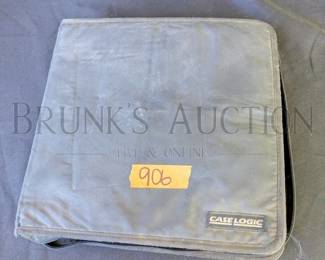 BRUNK'S AUCTION
LIVE & ONLINE
906
CASE LOGIC